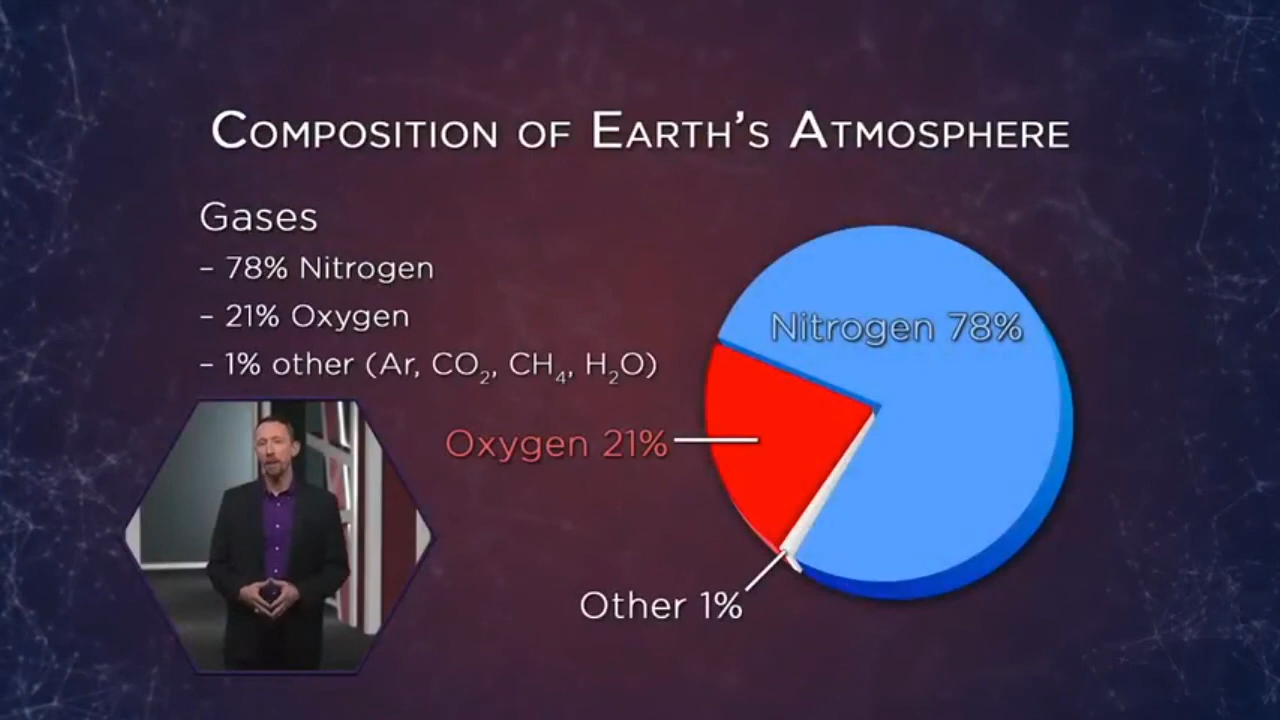 Composition of Earth's Atmosphere
Gases
– 78% Nitrogen
– 21% Oxygen
– 1% other (Ar, CO₂, CH₄, H₂O)
Nitrogen 78%
Oxygen 21%
Other 1%